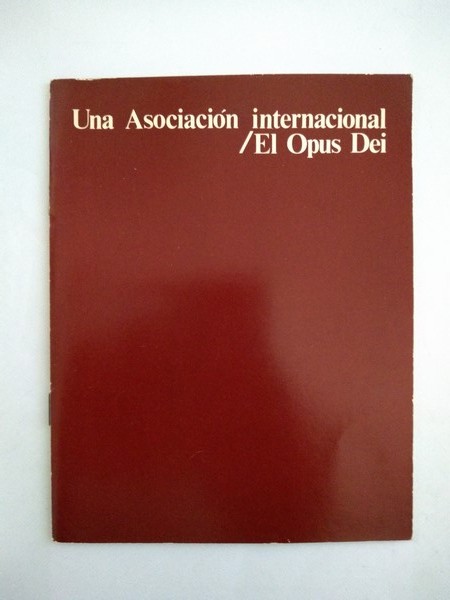 Una Asociación internacional
/El Opus Dei